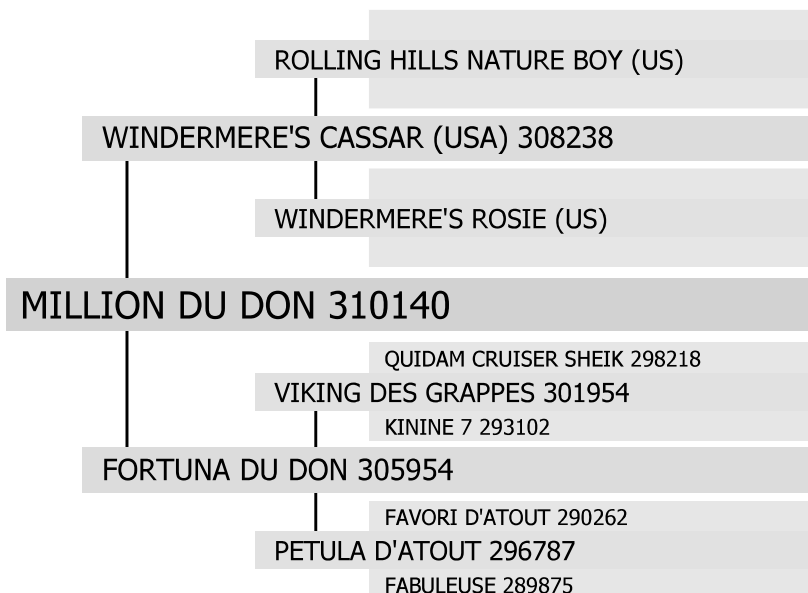 ROLLING HILLS NATURE BOY (US)
WINDERMERE'S CASSAR (USA) 308238
WINDERMERE'S ROSIE (US)
MILLION DU DON 310140
QUIDAM CRUISER SHEIK 298218
VIKING DES GRAPPES 301954
KININE 7 293102
FORTUNA DU DON 305954
FAVORI D'ATOUT 290262
PETULA D'ATOUT 296787
FABULEUSE 289875